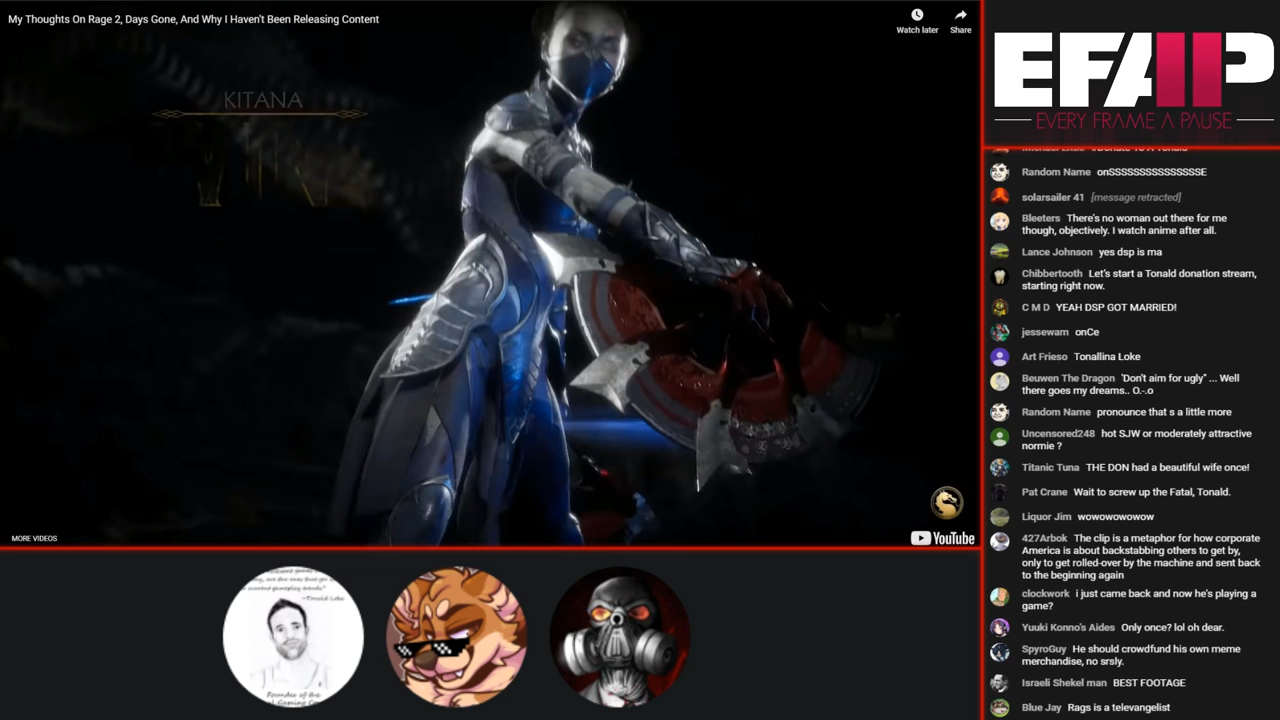 My Thoughts On Rage 2, Days Gone, And Why I Haven't Been Releasing Content
Watch later
Share
KITANA
MORE VIDEOS
YouTube
EFAP
EVERY FRAME A PAUSE
Random Name onSSSSSSSSSSSSSSSE
solarsailer 41 [message retracted]
Bleeters There's no woman out there for me
though, objectively. I watch anime after all.
Lance Johnson yes dsp is ma
Chibbertooth Let's start a Tonald donation stream,
starting right now.
C M D YEAH DSP GOT MARRIED!
jessewam onCe
Art Frieso Tonallina Loke
Beuwen The Dragon 'Don't aim for ugly" ... Well
there goes my dreams.. O.-.o
Random Name pronounce that s a little more
Uncensored248 hot SJW or moderately attractive
normie ?
Titanic Tuna THE DON had a beautiful wife once!
Pat Crane Wait to screw up the Fatal, Tonald.
Liquor Jim wowowowowow
427Arbok The clip is a metaphor for how corporate
America is about backstabbing others to get by,
only to get rolled-over by the machine and sent back
to the beginning again
clockwork i just came back and now he's playing a
game?
Yuuki Konno's Aides Only once? lol oh dear.
SpyroGuy He should crowdfund his own meme
merchandise, no srsly.
Israeli Shekel man BEST FOOTAGE
Blue Jay Rags is a televangelist
~Tonald Loke
Founder of the